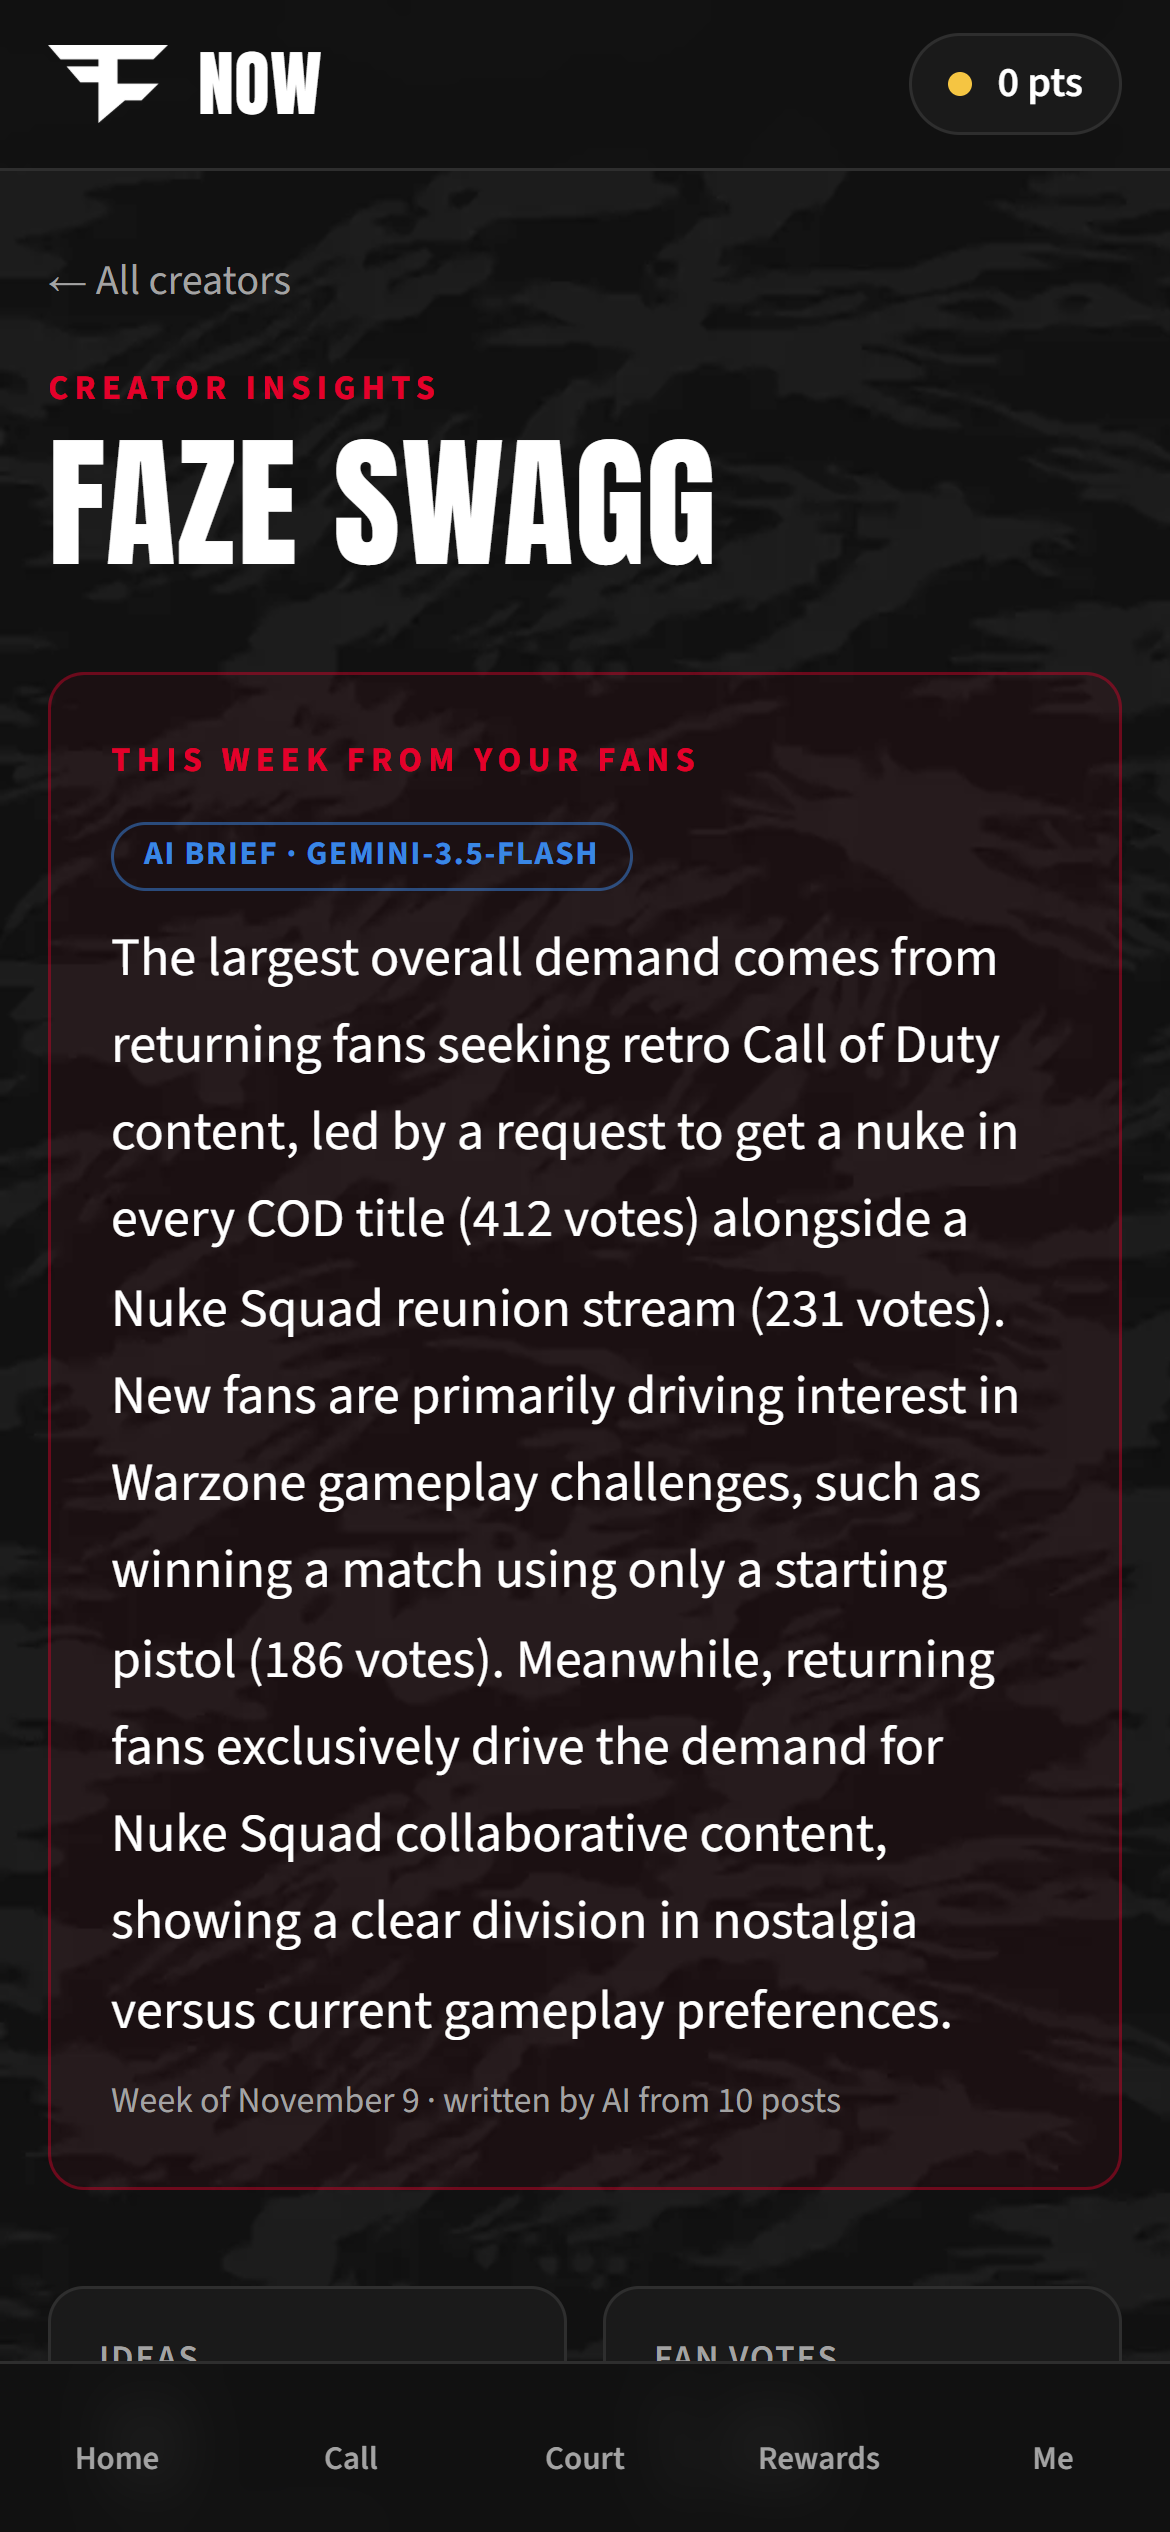 NOW
0 pts
← All creators
CREATOR INSIGHTS
FAZE SWAGG
THIS WEEK FROM YOUR FANS
AI BRIEF · GEMINI-3.5-FLASH
The largest overall demand comes from
returning fans seeking retro Call of Duty
content, led by a request to get a nuke in
every COD title (412 votes) alongside a
Nuke Squad reunion stream (231 votes).
New fans are primarily driving interest in
Warzone gameplay challenges, such as
winning a match using only a starting
pistol (186 votes). Meanwhile, returning
fans exclusively drive the demand for
Nuke Squad collaborative content,
showing a clear division in nostalgia
versus current gameplay preferences.
Week of November 9 · written by AI from 10 posts
IDEAS
FAN VOTES
Home
Call
Court
Rewards
Me